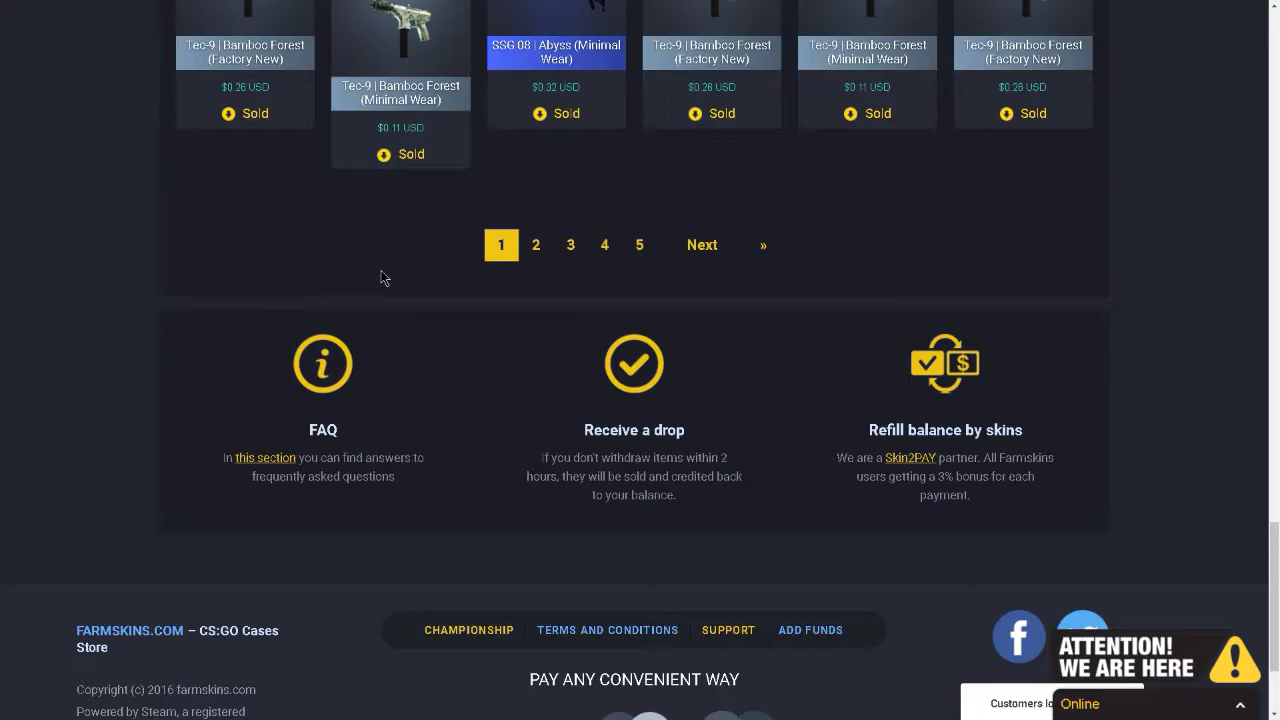 Tec-9 | Bamboo Forest
(Factory New)
$0.26 USD
Sold
Tec-9 | Bamboo Forest
(Minimal Wear)
$0.11 USD
Sold
SSG 08 | Abyss (Minimal
Wear)
$0.32 USD
Sold
Tec-9 | Bamboo Forest
(Factory New)
$0.26 USD
Sold
Tec-9 | Bamboo Forest
(Minimal Wear)
$0.11 USD
Sold
Tec-9 | Bamboo Forest
(Factory New)
$0.26 USD
Sold
1 2 3 4 5 Next »
FAQ
In this section you can find answers to
frequently asked questions
Receive a drop
If you don't withdraw items within 2
hours, they will be sold and credited back
to your balance.
Refill balance by skins
We are a Skin2PAY partner. All Farmskins
users getting a 3% bonus for each
payment.
FARMSKINS.COM – CS:GO Cases
Store
Copyright (c) 2016 farmskins.com
Powered by Steam, a registered
CHAMPIONSHIP
TERMS AND CONDITIONS
SUPPORT
ADD FUNDS
PAY ANY CONVENIENT WAY
ATTENTION!
WE ARE HERE
Customers
Online